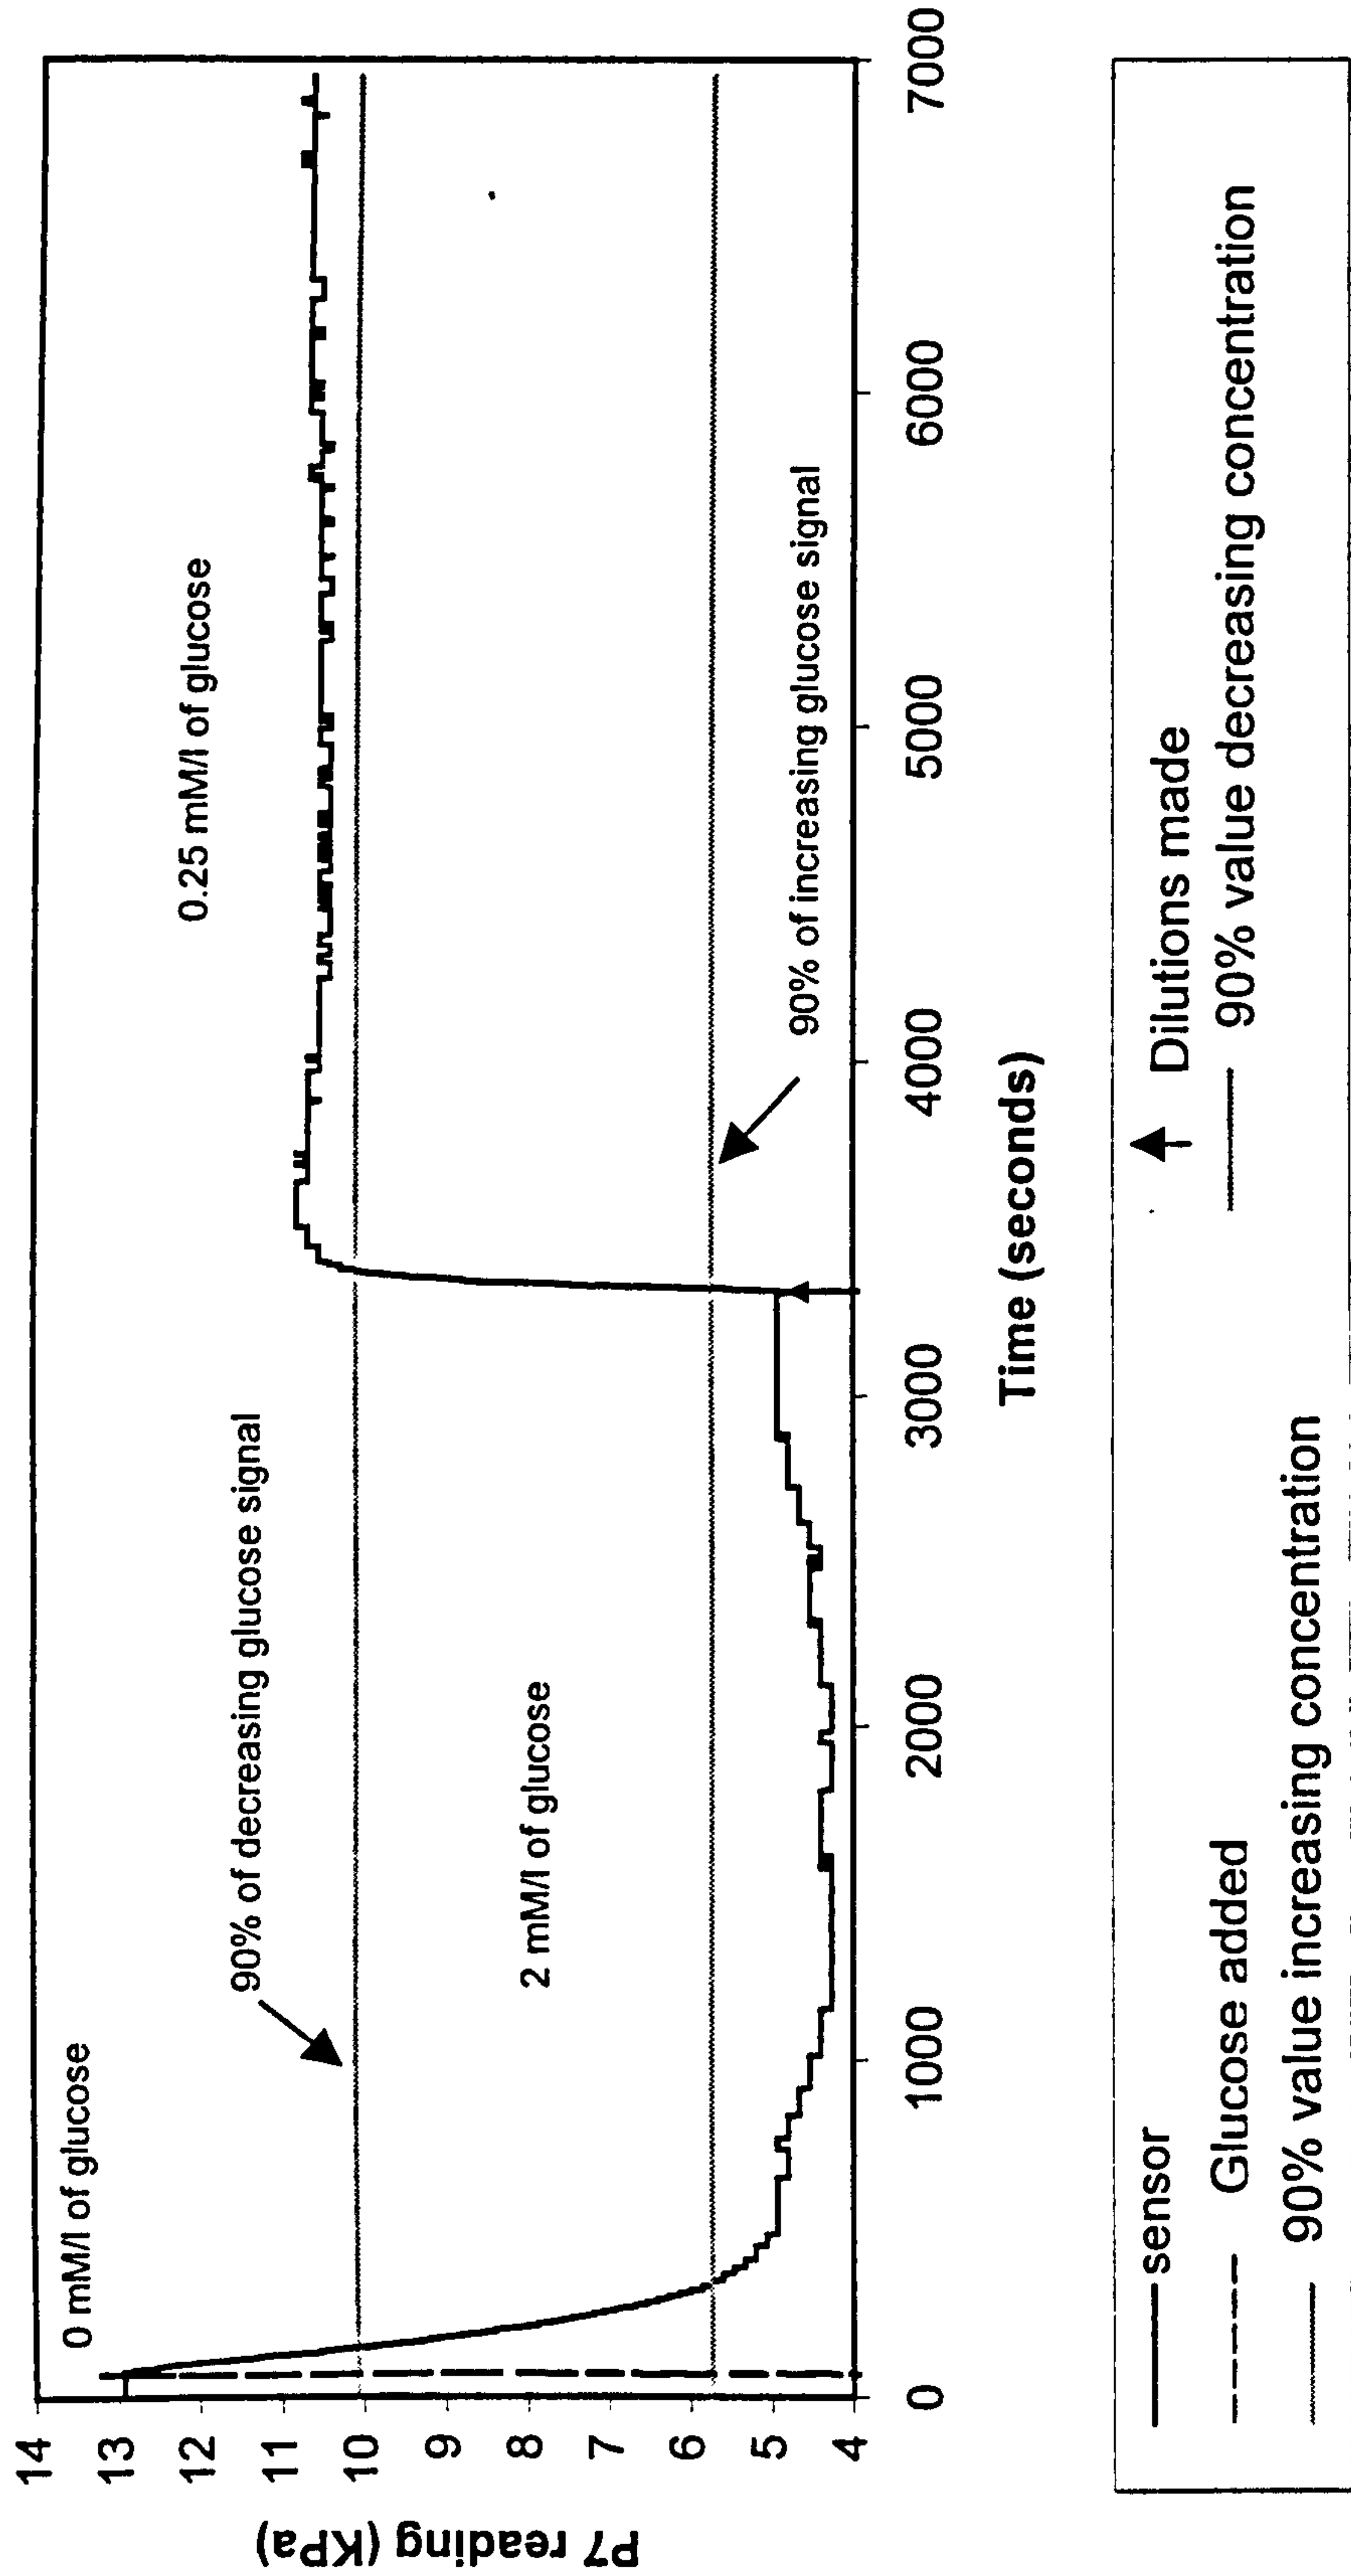 P7 reading (KPa)
14
13
12
11
10
9
8
7
6
5
4
0 mM/l of glucose
90% of decreasing glucose signal
0.25 mM/l of glucose
2 mM/l of glucose
90% of increasing glucose signal
0
1000
2000
3000
4000
5000
6000
7000
Time (seconds)
sensor
Dilutions made
Glucose added
90% value decreasing concentration
90% value increasing concentration